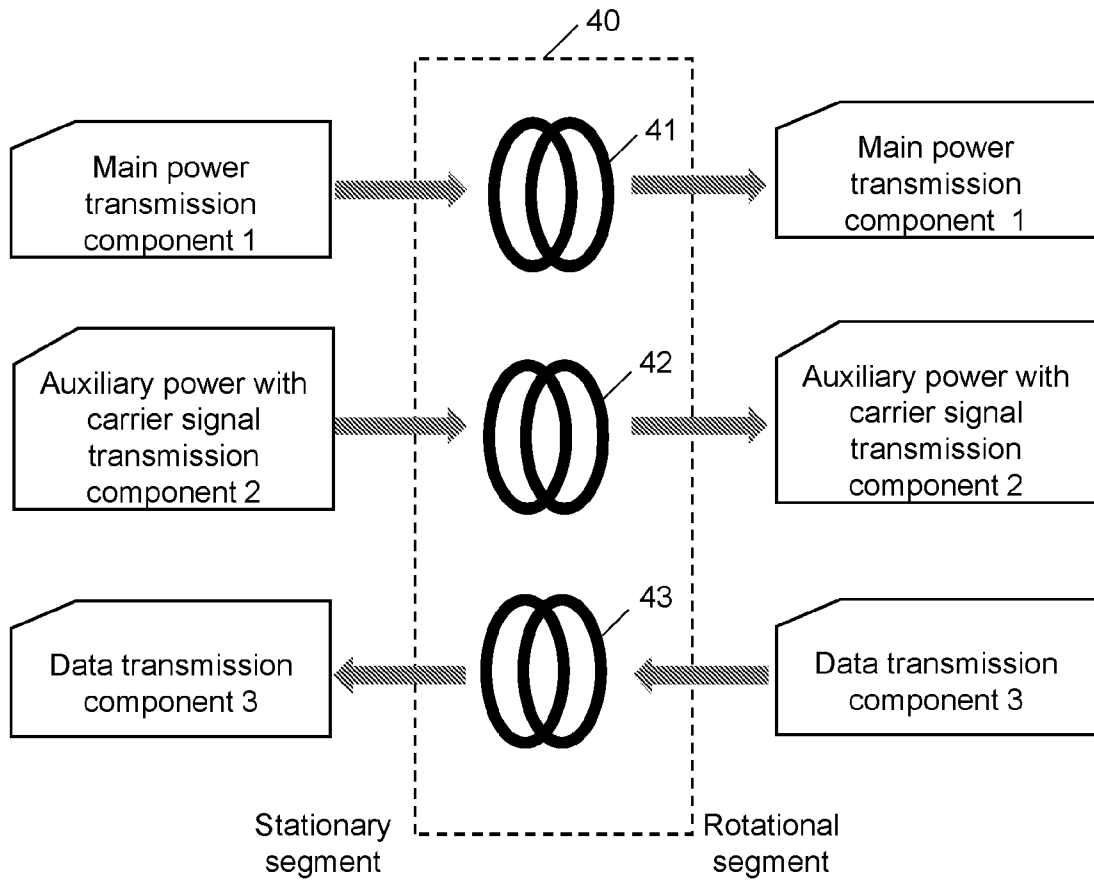 40
Main power
transmission
component 1
41
Main power
transmission
component 1
Auxiliary power with
carrier signal
transmission
component 2
42
Auxiliary power with
carrier signal
transmission
component 2
Data transmission
component 3
43
Data transmission
component 3
Stationary
segment
Rotational
segment